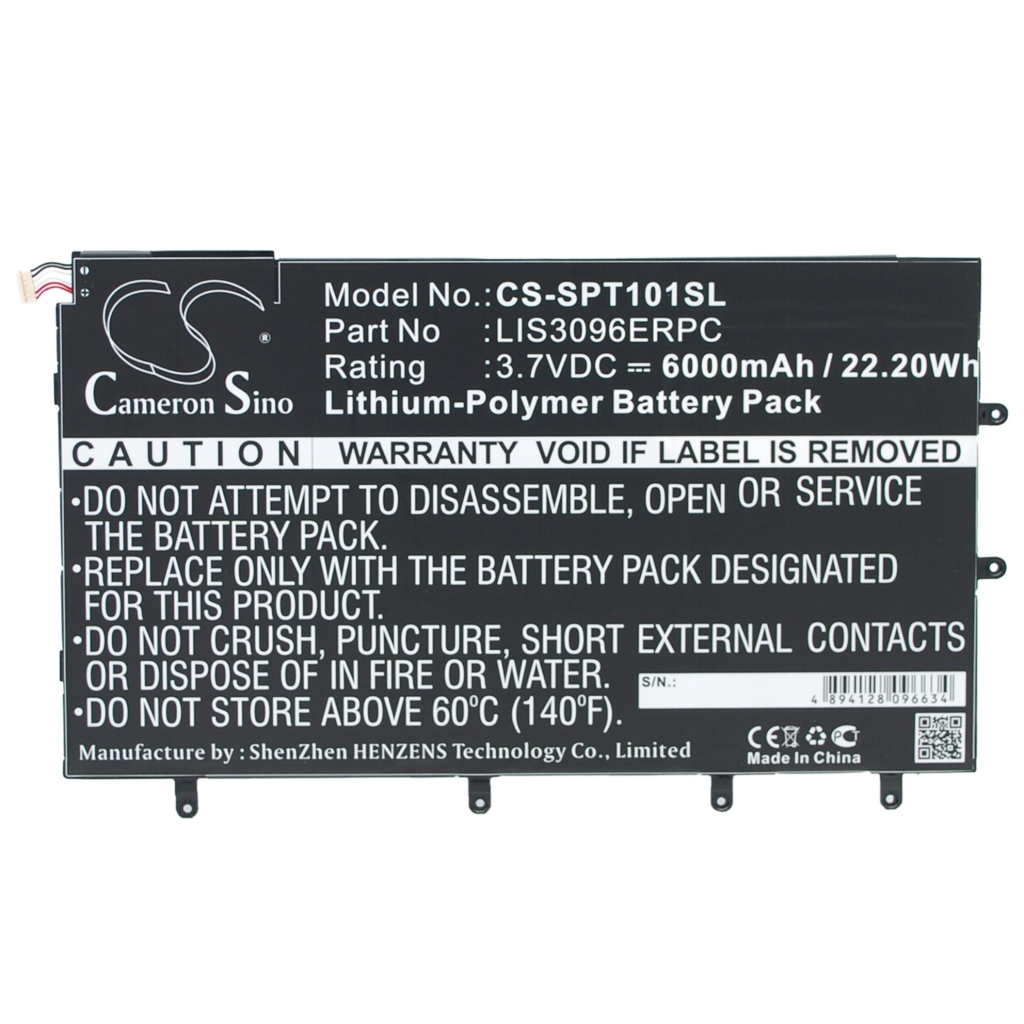 CS
®
Cameron Sino
Model No.:CS-SPT101SL
Part No :LIS3096ERPC
Rating :3.7VDC ⎓ 6000mAh / 22.20Wh
Lithium-Polymer Battery Pack
CAUTION WARRANTY VOID IF LABEL IS REMOVED
•DO NOT ATTEMPT TO DISASSEMBLE, OPEN OR SERVICE
THE BATTERY PACK.
•REPLACE ONLY WITH THE BATTERY PACK DESIGNATED
FOR THIS PRODUCT.
•DO NOT CRUSH, PUNCTURE, SHORT EXTERNAL CONTACTS
OR DISPOSE OF IN FIRE OR WATER.
•DO NOT STORE ABOVE 60°C (140°F).
S/N.:
4 894128 096634
Manufacture by : ShenZhen HENZENS Technology Co., Limited
CE PCT
Made In China